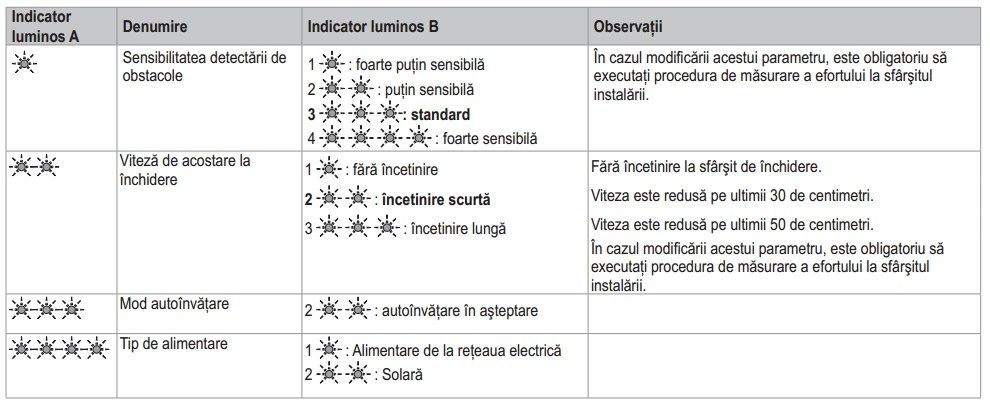 Indicator luminos A
Denumire
Indicator luminos B
Observații
Sensibilitatea detectării de
obstacole
1 : foarte puțin sensibilă
2 : puțin sensibilă
3 : standard
4 : foarte sensibilă
În cazul modificării acestui parametru, este obligatoriu să
executați procedura de măsurare a efortului la sfârşitul
instalării.
Viteză de acostare la
închidere
1 : fără încetinire
2 : încetinire scurtă
3 : încetinire lungă
Fără încetinire la sfârşit de închidere.
Viteza este redusă pe ultimii 30 de centimetri.
Viteza este redusă pe ultimii 50 de centimetri.
În cazul modificării acestui parametru, este obligatoriu să
executați procedura de măsurare a efortului la sfârşitul
instalării.
Mod autoînvățare
2 : autoînvățare în aşteptare
Tip de alimentare
1 : Alimentare de la rețeaua electrică
2 : Solară